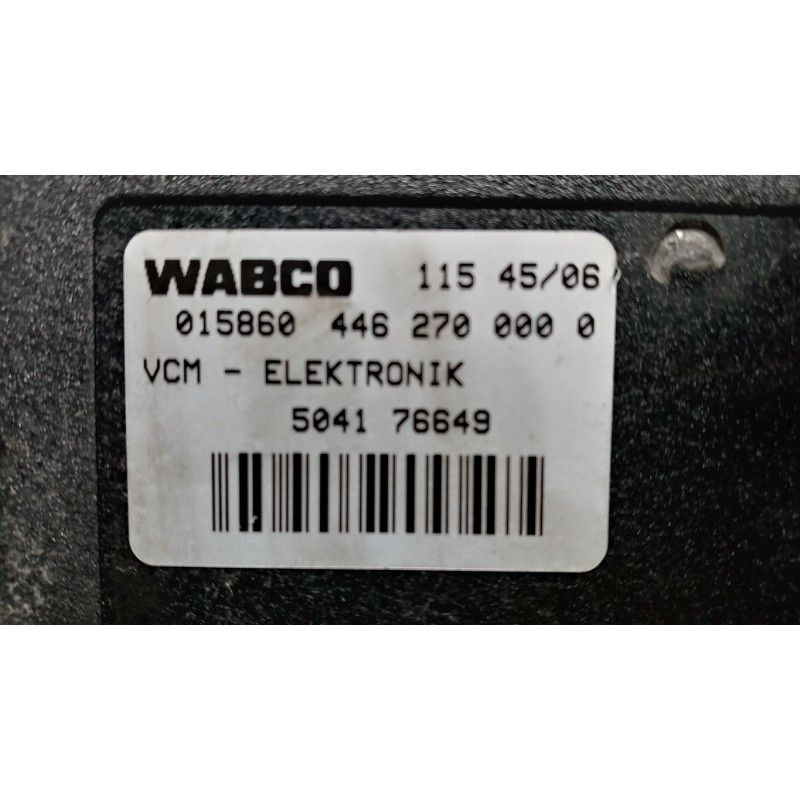 WABCO 115 45/06
015860 446 270 000 0
VCM - ELEKTRONIK
5041 76649